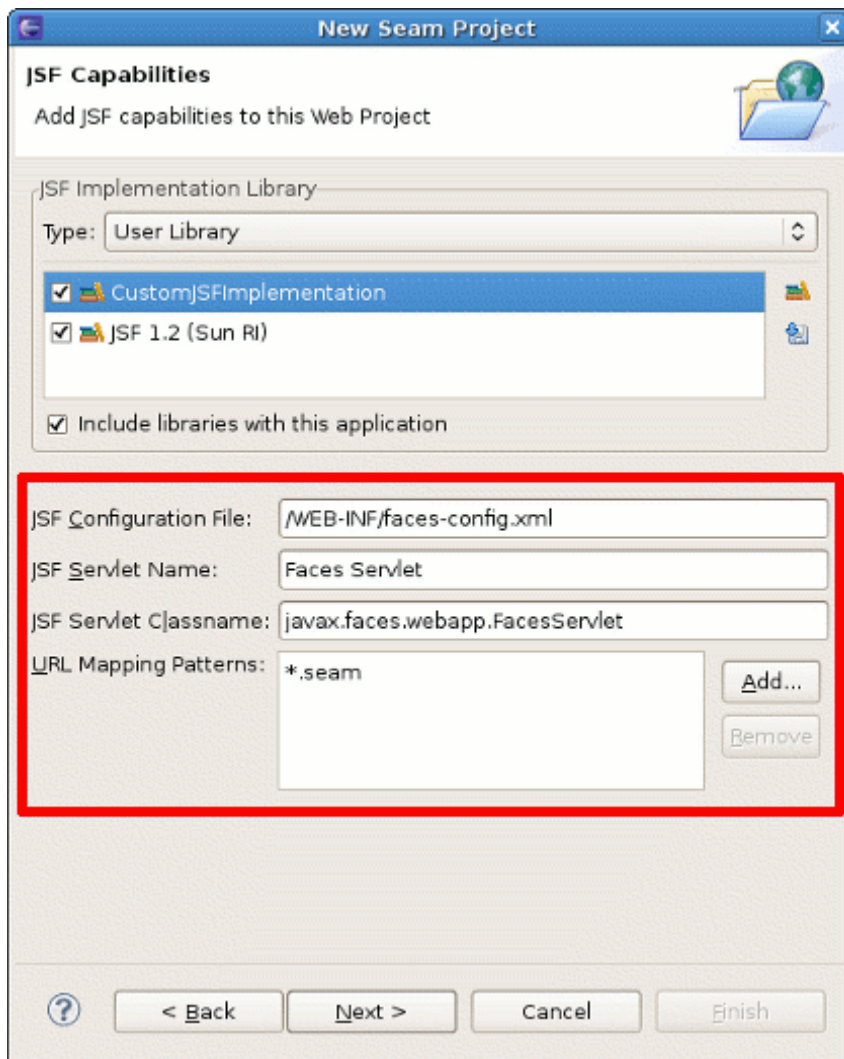 New Seam Project
JSF Capabilities
Add JSF capabilities to this Web Project
JSF Implementation Library
Type: User Library
CustomJSFImplementation
JSF 1.2 (Sun RI)
Include libraries with this application
JSF Configuration File: /WEB-INF/faces-config.xml
JSF Servlet Name: Faces Servlet
JSF Servlet Classname: javax.faces.webapp.FacesServlet
URL Mapping Patterns: *.seam
Add...
Remove
? < Back Next > Cancel Finish